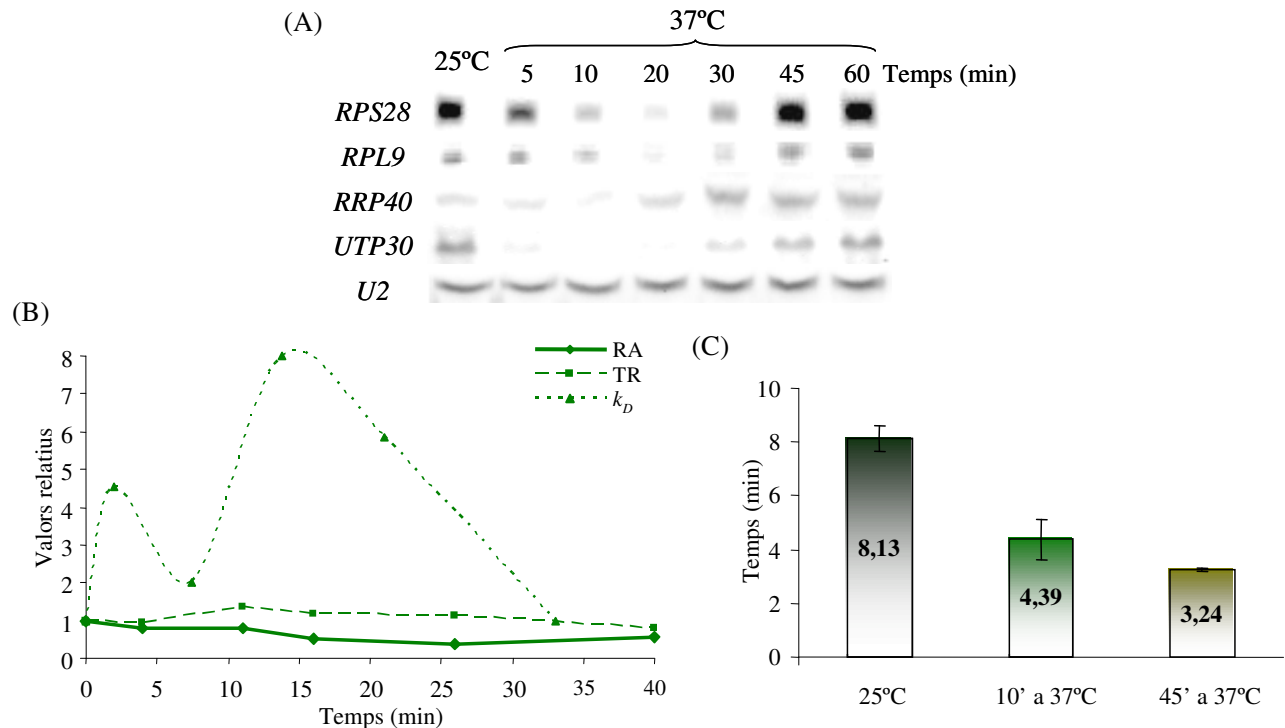 (A)
37ºC
25ºC
5 10 20 30 45 60 Temps (min)
RPS28
RPL9
RRP40
UTP30
U2
(B)
RA
TR
k_D
Valors relatius
8
7
6
5
4
3
2
1
0
0 5 10 15 20 25 30 35 40
Temps (min)
(C)
Temps (min)
10
8
6
4
2
0
8,13
4,39
3,24
25ºC 10’ a 37ºC 45’ a 37ºC